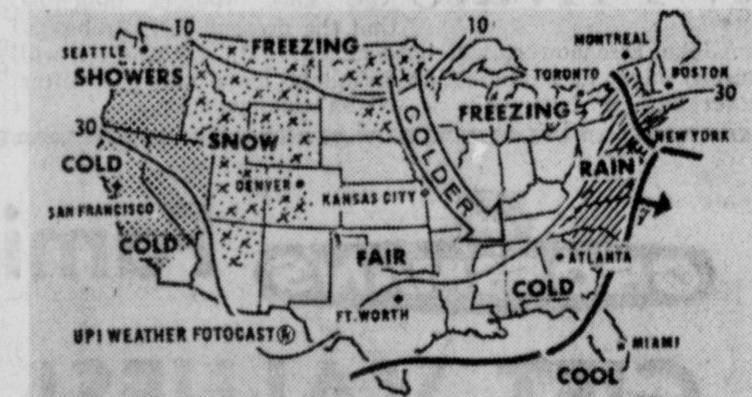 10
10
SEATTLE
FREEZING
MONTREAL
SHOWERS
TORONTO
BOSTON
30
FREEZING
30
SNOW
COLDER
NEW YORK
COLD
RAIN
DENVER
KANSAS CITY
SAN FRANCISCO
COLD
FAIR
ATLANTA
COLD
FT. WORTH
UPI WEATHER FOTOCAST ®
MIAMI
COOL